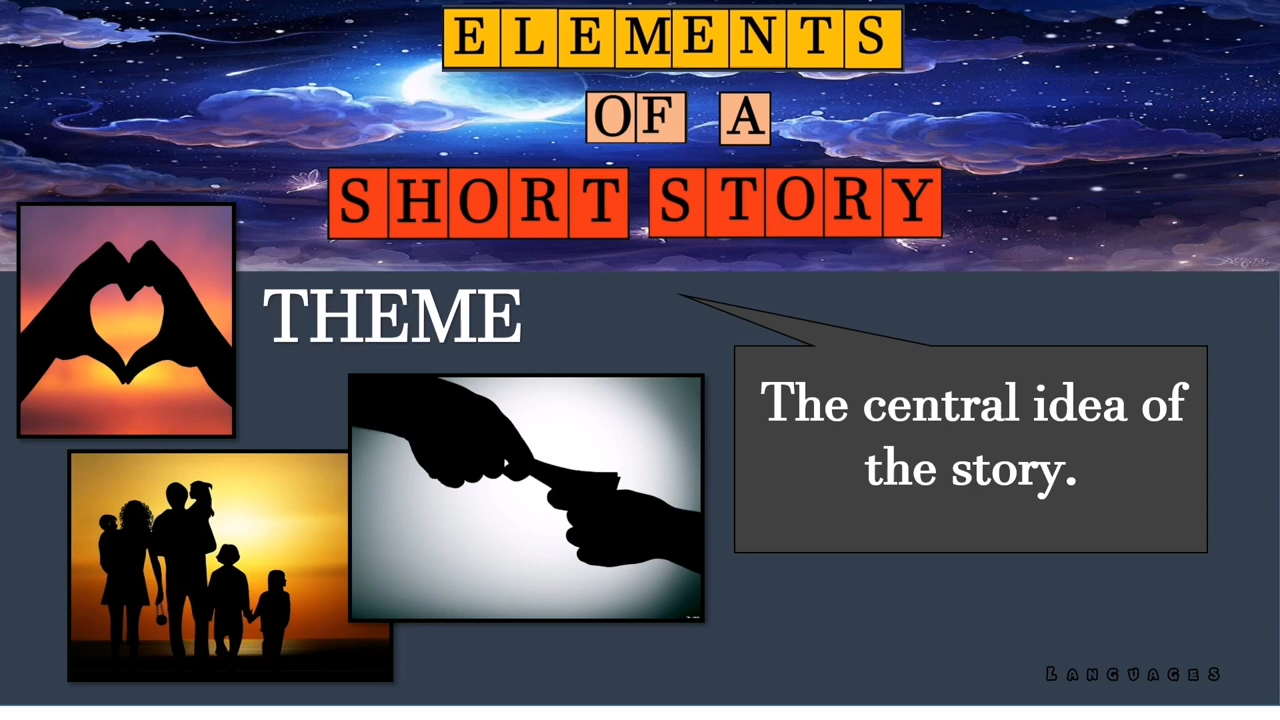 ELEMENTS
OF A
SHORT STORY
THEME
The central idea of
the story.
LANGUAGES